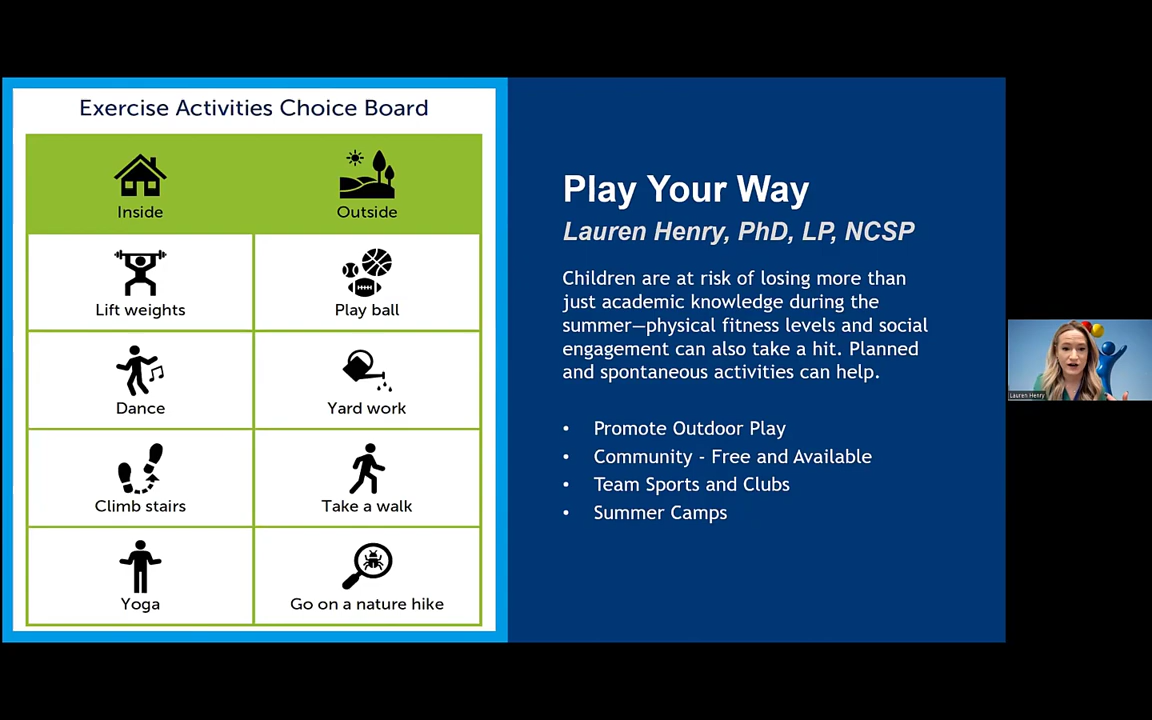 Exercise Activities Choice Board
Inside
Outside
Lift weights
Play ball
Dance
Yard work
Climb stairs
Take a walk
Yoga
Go on a nature hike
Play Your Way
Lauren Henry, PhD, LP, NCSP
Children are at risk of losing more than
just academic knowledge during the
summer—physical fitness levels and social
engagement can also take a hit. Planned
and spontaneous activities can help.
• Promote Outdoor Play
• Community - Free and Available
• Team Sports and Clubs
• Summer Camps
Lauren Henry